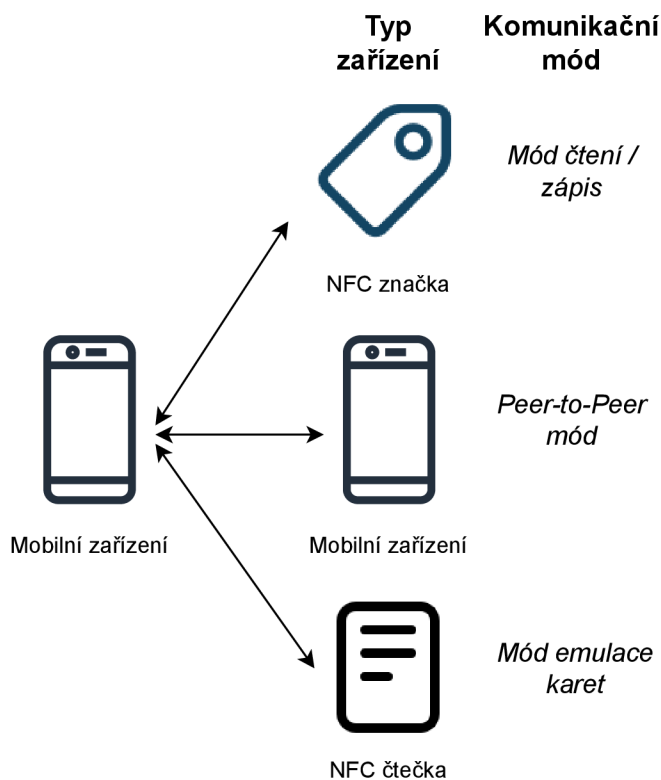 Typ
zařízení
Komunikační
mód
Mód čtení /
zápis
NFC značka
Peer-to-Peer
mód
Mobilní zařízení
Mobilní zařízení
Mód emulace
karet
NFC čtečka